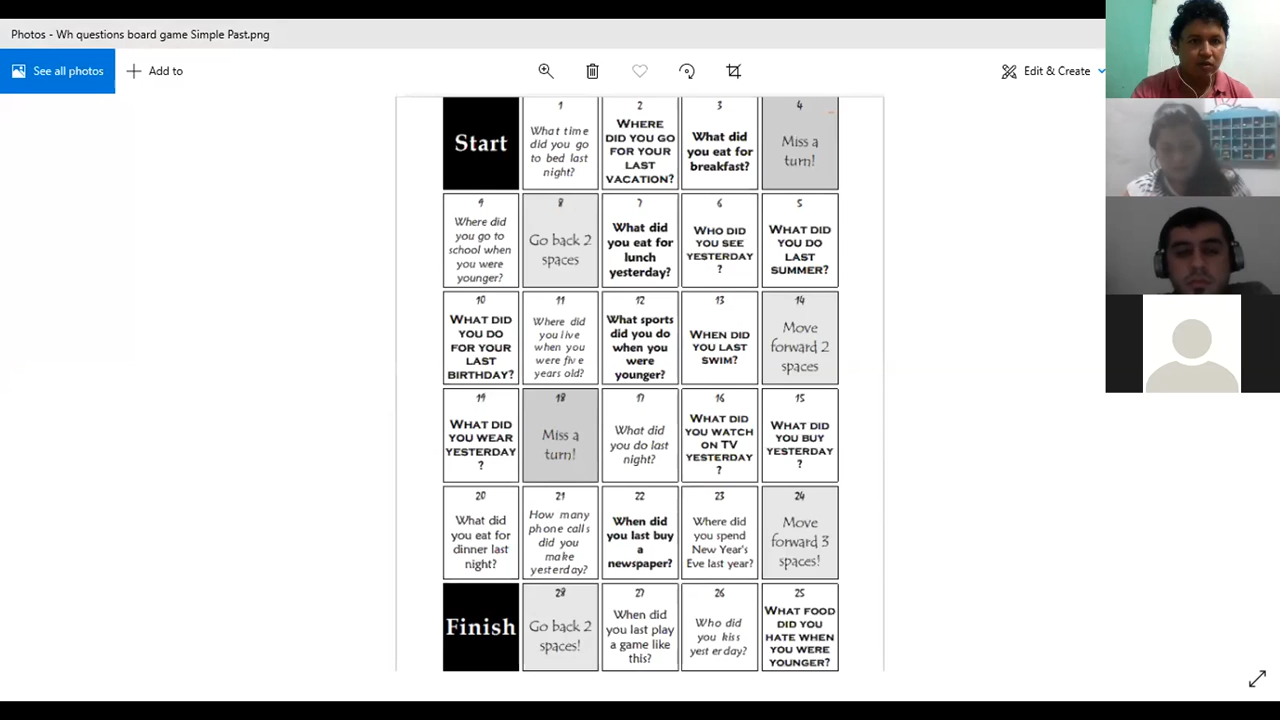 Photos - Wh questions board game Simple Past.png
See all photos
Add to
Edit & Create
Start
1
What time
did you go
to bed last
night?
2
WHERE
DID YOU GO
FOR YOUR
LAST
VACATION?
3
What did
you eat for
breakfast?
4
Miss a
turn!
9
Where did
you go to
school when
you were
younger?
8
Go back 2
spaces
7
What did
you eat for
lunch
yesterday?
6
WHO DID
YOU SEE
YESTERDAY
?
5
WHAT DID
YOU DO
LAST
SUMMER?
10
WHAT DID
YOU DO
FOR YOUR
LAST
BIRTHDAY?
11
Where did
you live
when you
were five
years old?
12
What sports
did you do
when you
were
younger?
13
WHEN DID
YOU LAST
SWIM?
14
Move
forward 2
spaces
19
WHAT DID
YOU WEAR
YESTERDAY
?
18
Miss a
turn!
17
What did
you do last
night?
16
WHAT DID
YOU WATCH
ON TV
YESTERDAY
?
15
WHAT DID
YOU BUY
YESTERDAY
?
20
What did
you eat for
dinner last
night?
21
How many
phone calls
did you
make
yesterday?
22
When did
you last buy
a
newspaper?
23
Where did
you spend
New Year's
Eve last year?
24
Move
forward 3
spaces!
Finish
28
Go back 2
spaces!
27
When did
you last play
a game like
this?
26
Who did
you kiss
yesterday?
25
WHAT FOOD
DID YOU
HATE WHEN
YOU WERE
YOUNGER?